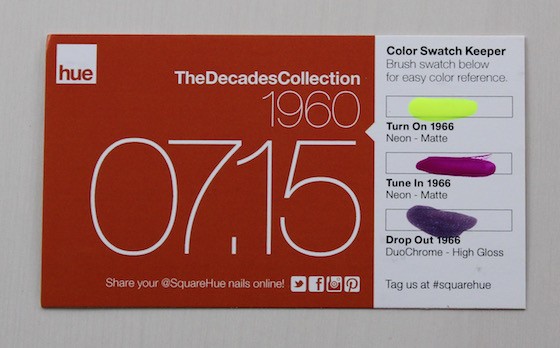 hue
TheDecadesCollection
1960
07.15
Share your @SquareHue nails online!
Color Swatch Keeper
Brush swatch below
for easy color reference.
Turn On 1966
Neon - Matte
Tune In 1966
Neon - Matte
Drop Out 1966
DuoChrome - High Gloss
Tag us at #squarehue